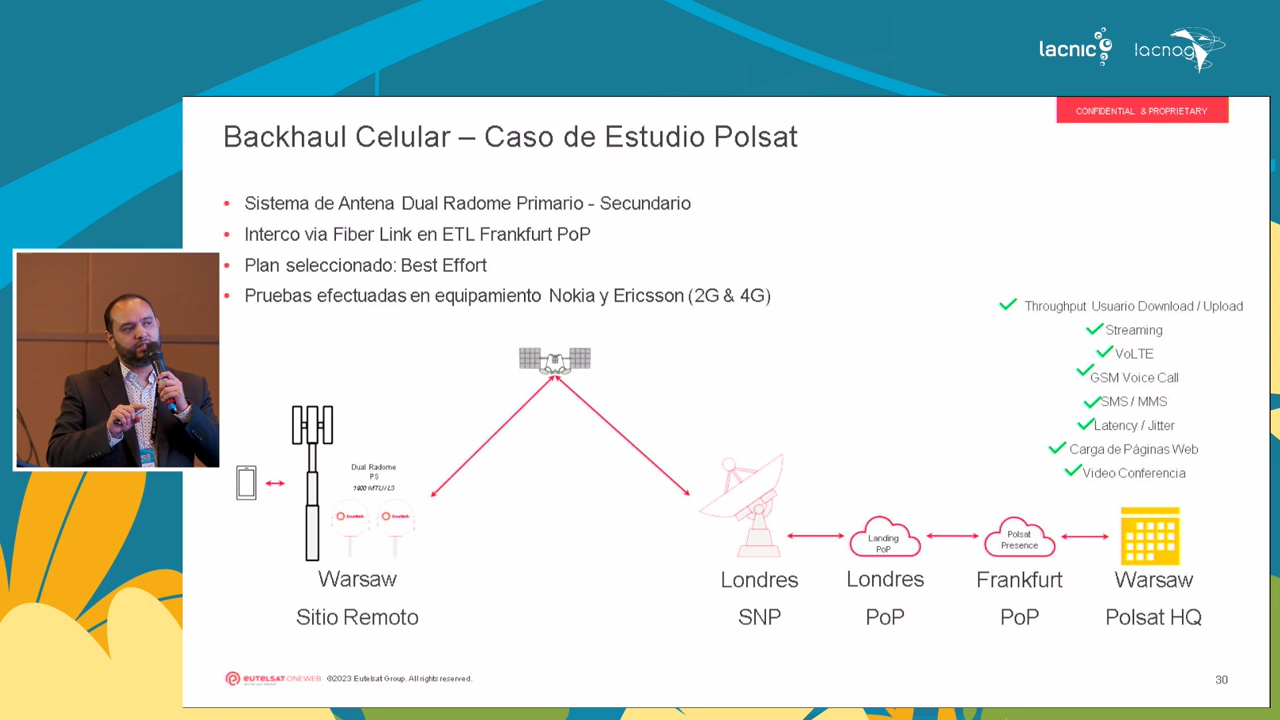 lacnic
lacnog
CONFIDENTIAL & PROPRIETARY
Backhaul Celular – Caso de Estudio Polsat
• Sistema de Antena Dual Radome Primario - Secundario
• Interco via Fiber Link en ETL Frankfurt PoP
• Plan seleccionado: Best Effort
• Pruebas efectuadas en equipamiento Nokia y Ericsson (2G & 4G)
Throughput Usuario Download / Upload
Streaming
VoLTE
GSM Voice Call
SMS / MMS
Latency / Jitter
Carga de Páginas Web
Video Conferencia
Dual Radome
PS
OneWeb
OneWeb
Landing
PoP
Polsat
Presence
Warsaw
Sitio Remoto
Londres
SNP
Londres
PoP
Frankfurt
PoP
Warsaw
Polsat HQ
eutelsat ONEWEB
©2023 Eutelsat Group. All rights reserved.
30